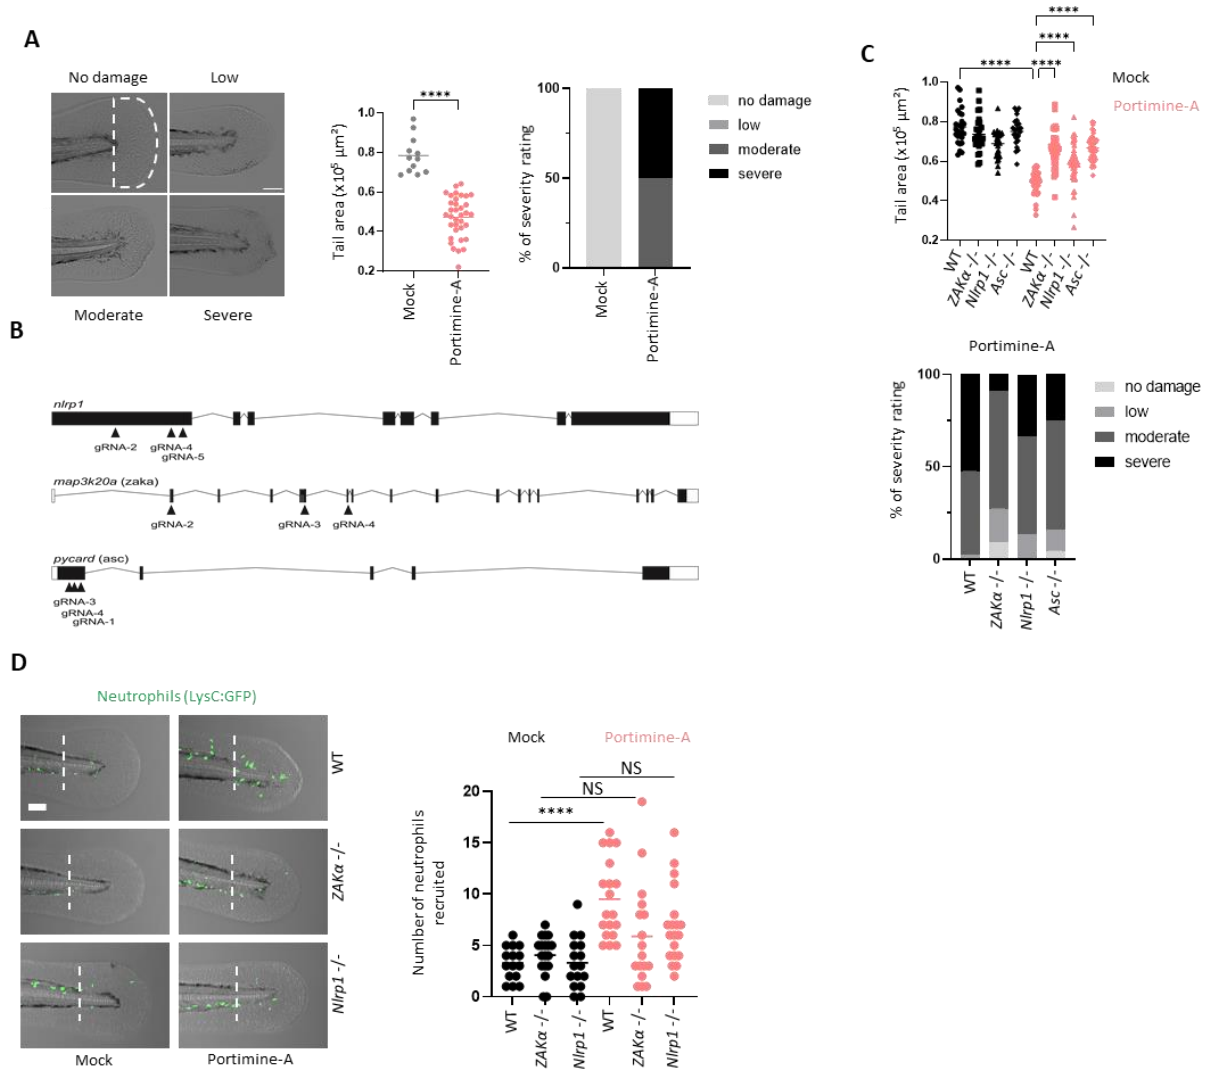 A
No damage
Low
Moderate
Severe
Tail area (x10⁵ µm²)
1.0
0.8
0.6
0.4
0.2
****
Mock
Portimine-A
% of severity rating
100
50
0
Mock
Portimine-A
no damage
low
moderate
severe
B
nlrp1
gRNA-2
gRNA-4
gRNA-5
map3k20a (zaka)
gRNA-2
gRNA-3
gRNA-4
pycard (asc)
gRNA-3
gRNA-4
gRNA-1
C
****
****
**** ****
Mock
Portimine-A
Tail area (x10⁵ µm²)
1.0
0.8
0.6
0.4
0.2
WT
ZAKα -/-
Nlrp1 -/-
Asc -/-
WT
ZAKα -/-
Nlrp1 -/-
Asc -/-
Portimine-A
% of severity rating
100
50
0
WT
ZAKα -/-
Nlrp1 -/-
Asc -/-
no damage
low
moderate
severe
D
Neutrophils (LysC:GFP)
WT
ZAKα -/-
Nlrp1 -/-
Mock
Portimine-A
Mock
Portimine-A
NS
NS
****
Number of neutrophils
recruited
20
15
10
5
0
WT
ZAKα -/-
Nlrp1 -/-
WT
ZAKα -/-
Nlrp1 -/-